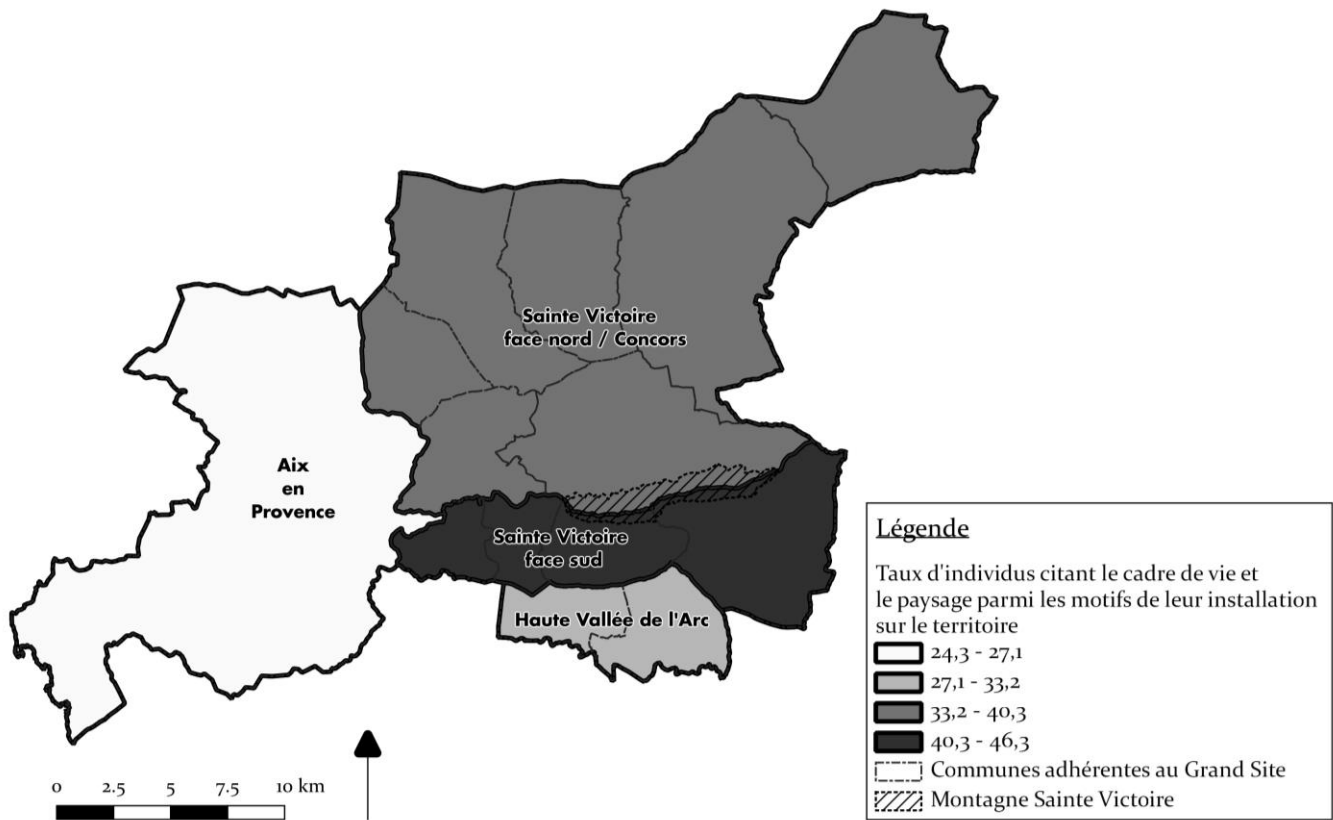 Sainte Victoire
face nord / Concors
Aix
en
Provence
Sainte Victoire
face sud
Haute Vallée de l'Arc
0 2.5 5 7.5 10 km
Légende
Taux d'individus citant le cadre de vie et
le paysage parmi les motifs de leur installation
sur le territoire
24,3 - 27,1
27,1 - 33,2
33,2 - 40,3
40,3 - 46,3
Communes adhérentes au Grand Site
Montagne Sainte Victoire